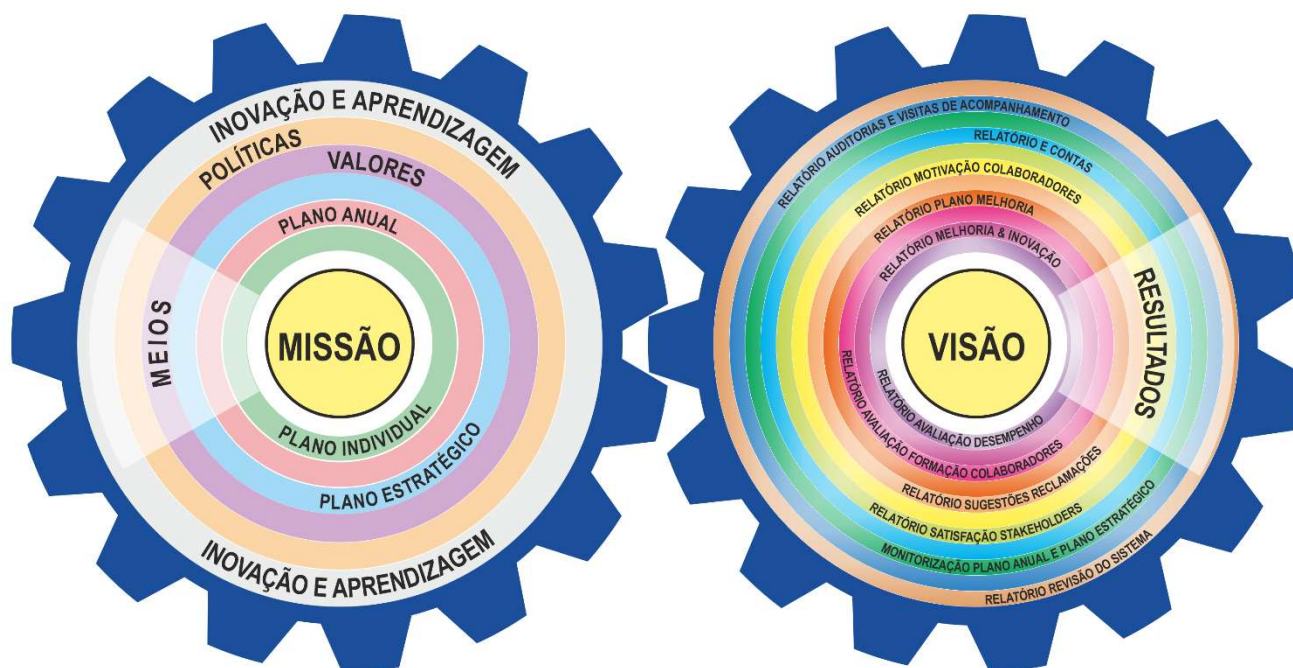 INOVAÇÃO E APRENDIZAGEM
POLÍTICAS
VALORES
PLANO ANUAL
MEIOS
MISSÃO
PLANO INDIVIDUAL
PLANO ESTRATÉGICO
INOVAÇÃO E APRENDIZAGEM
RELATÓRIO AUDITORIAS E VISITAS DE ACOMPANHAMENTO
RELATÓRIO E CONTAS
RELATÓRIO MOTIVAÇÃO COLABORADORES
RELATÓRIO PLANO MELHORIA
RELATÓRIO MELHORIA & INOVAÇÃO
VISÃO
RESULTADOS
RELATÓRIO AVALIAÇÃO DESEMPENHO
RELATÓRIO AVALIAÇÃO FORMAÇÃO COLABORADORES
RELATÓRIO SUGESTÕES RECLAMAÇÕES
RELATÓRIO SATISFAÇÃO STAKEHOLDERS
MONITORIZAÇÃO PLANO ANUAL E PLANO ESTRATÉGICO
RELATÓRIO REVISÃO DO SISTEMA